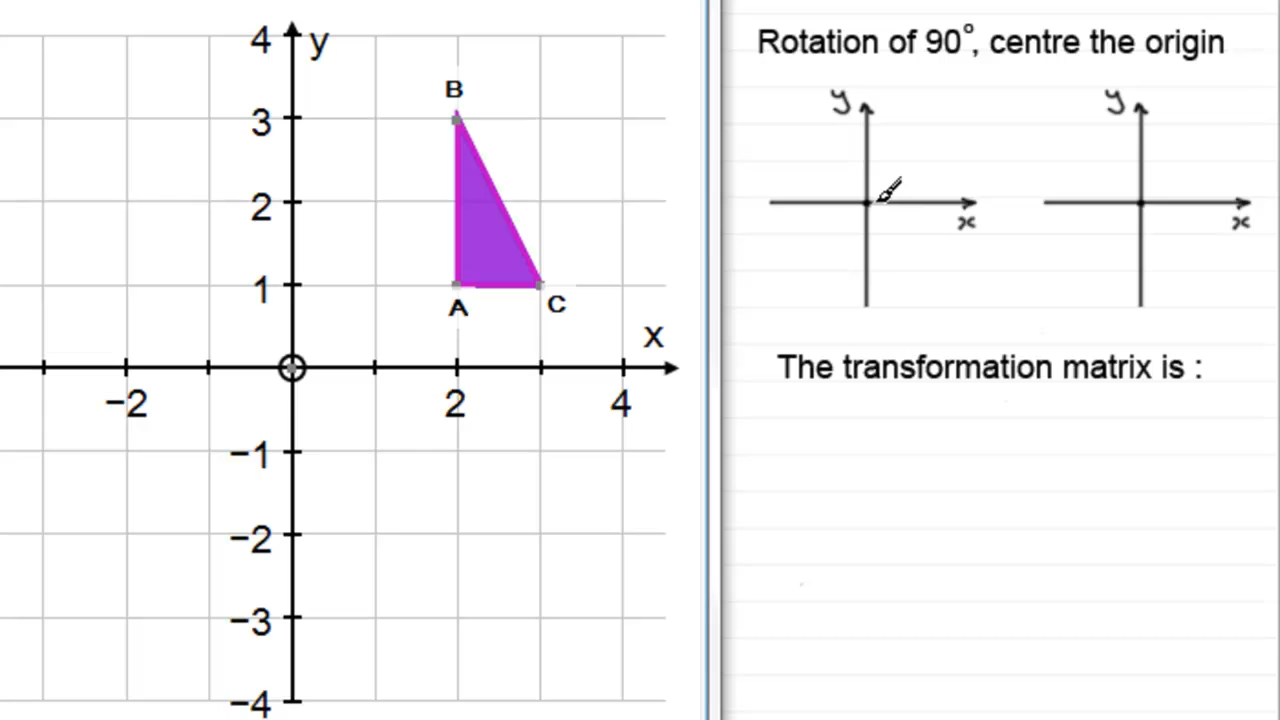 4 y
B
3
2
1
A C
x
−2 2 4
−1
−2
−3
−4
Rotation of 90°, centre the origin
y y
x x
The transformation matrix is :